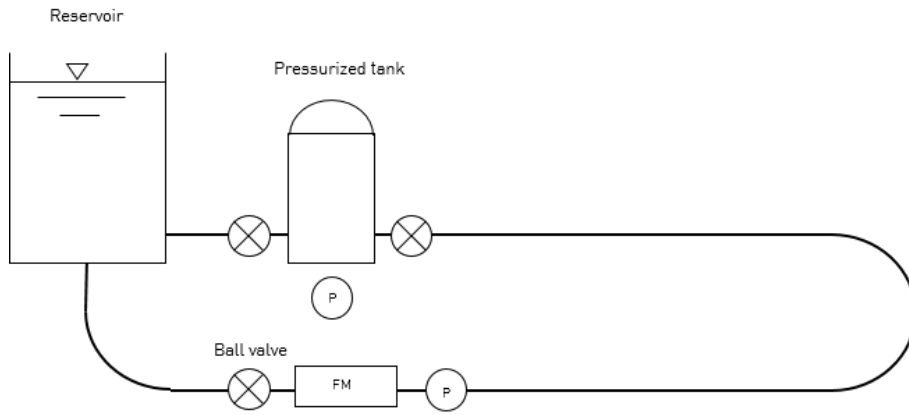 Reservoir
Pressurized tank
P
Ball valve
FM
P